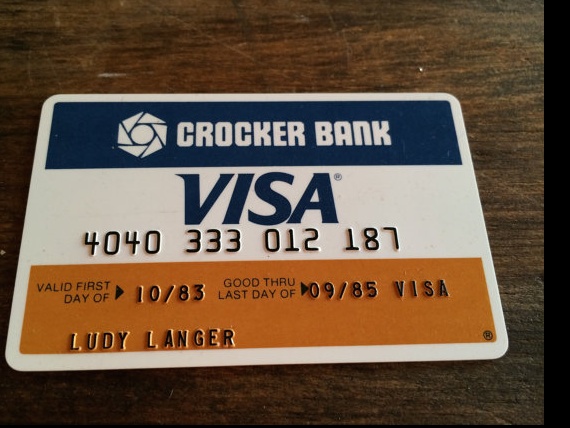 CROCKER BANK
VISA®
4040 333 012 187
VALID FIRST DAY OF ▶ 10/83 GOOD THRU LAST DAY OF ▶ 09/85 VISA
LUDY LANGER
®